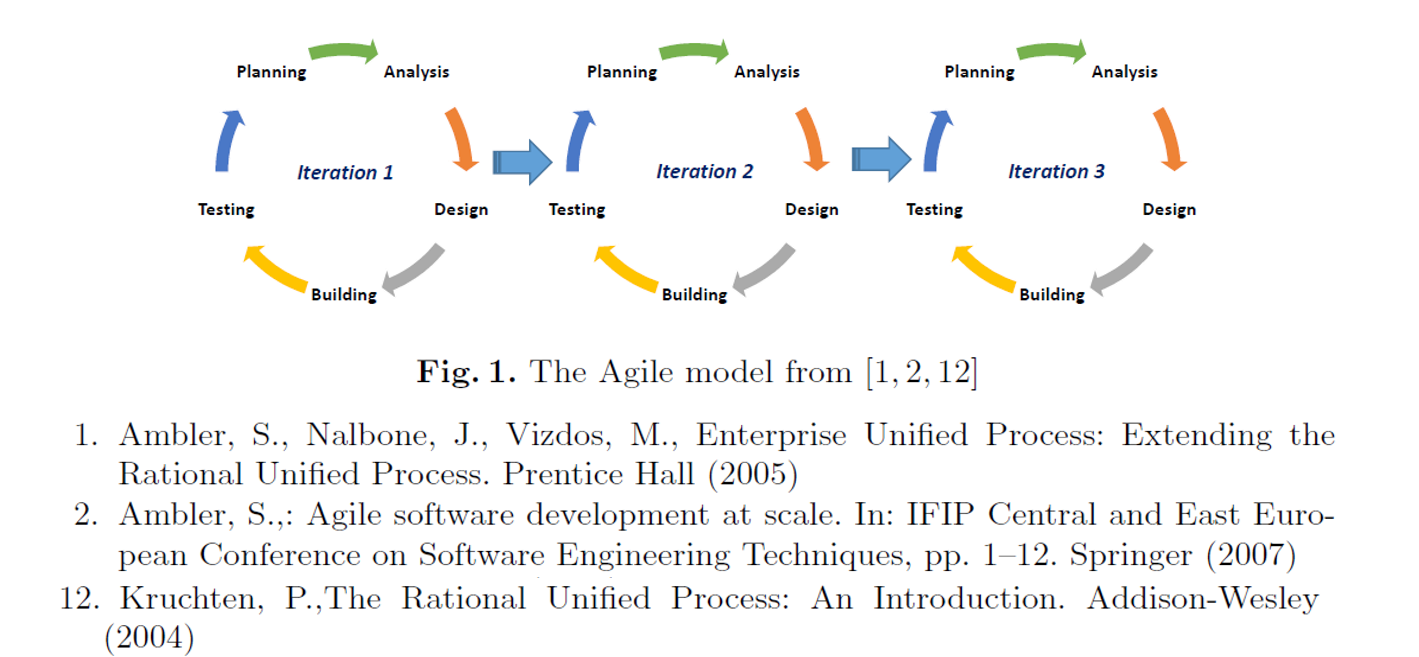 Planning Analysis Planning Analysis Planning Analysis
Iteration 1 Iteration 2 Iteration 3
Testing Design Testing Design Testing Design
Building Building Building
Fig. 1. The Agile model from [1, 2, 12]
1. Ambler, S., Nalbone, J., Vizdos, M., Enterprise Unified Process: Extending the
Rational Unified Process. Prentice Hall (2005)
2. Ambler, S.,: Agile software development at scale. In: IFIP Central and East Euro-
pean Conference on Software Engineering Techniques, pp. 1–12. Springer (2007)
12. Kruchten, P.,The Rational Unified Process: An Introduction. Addison-Wesley
(2004)